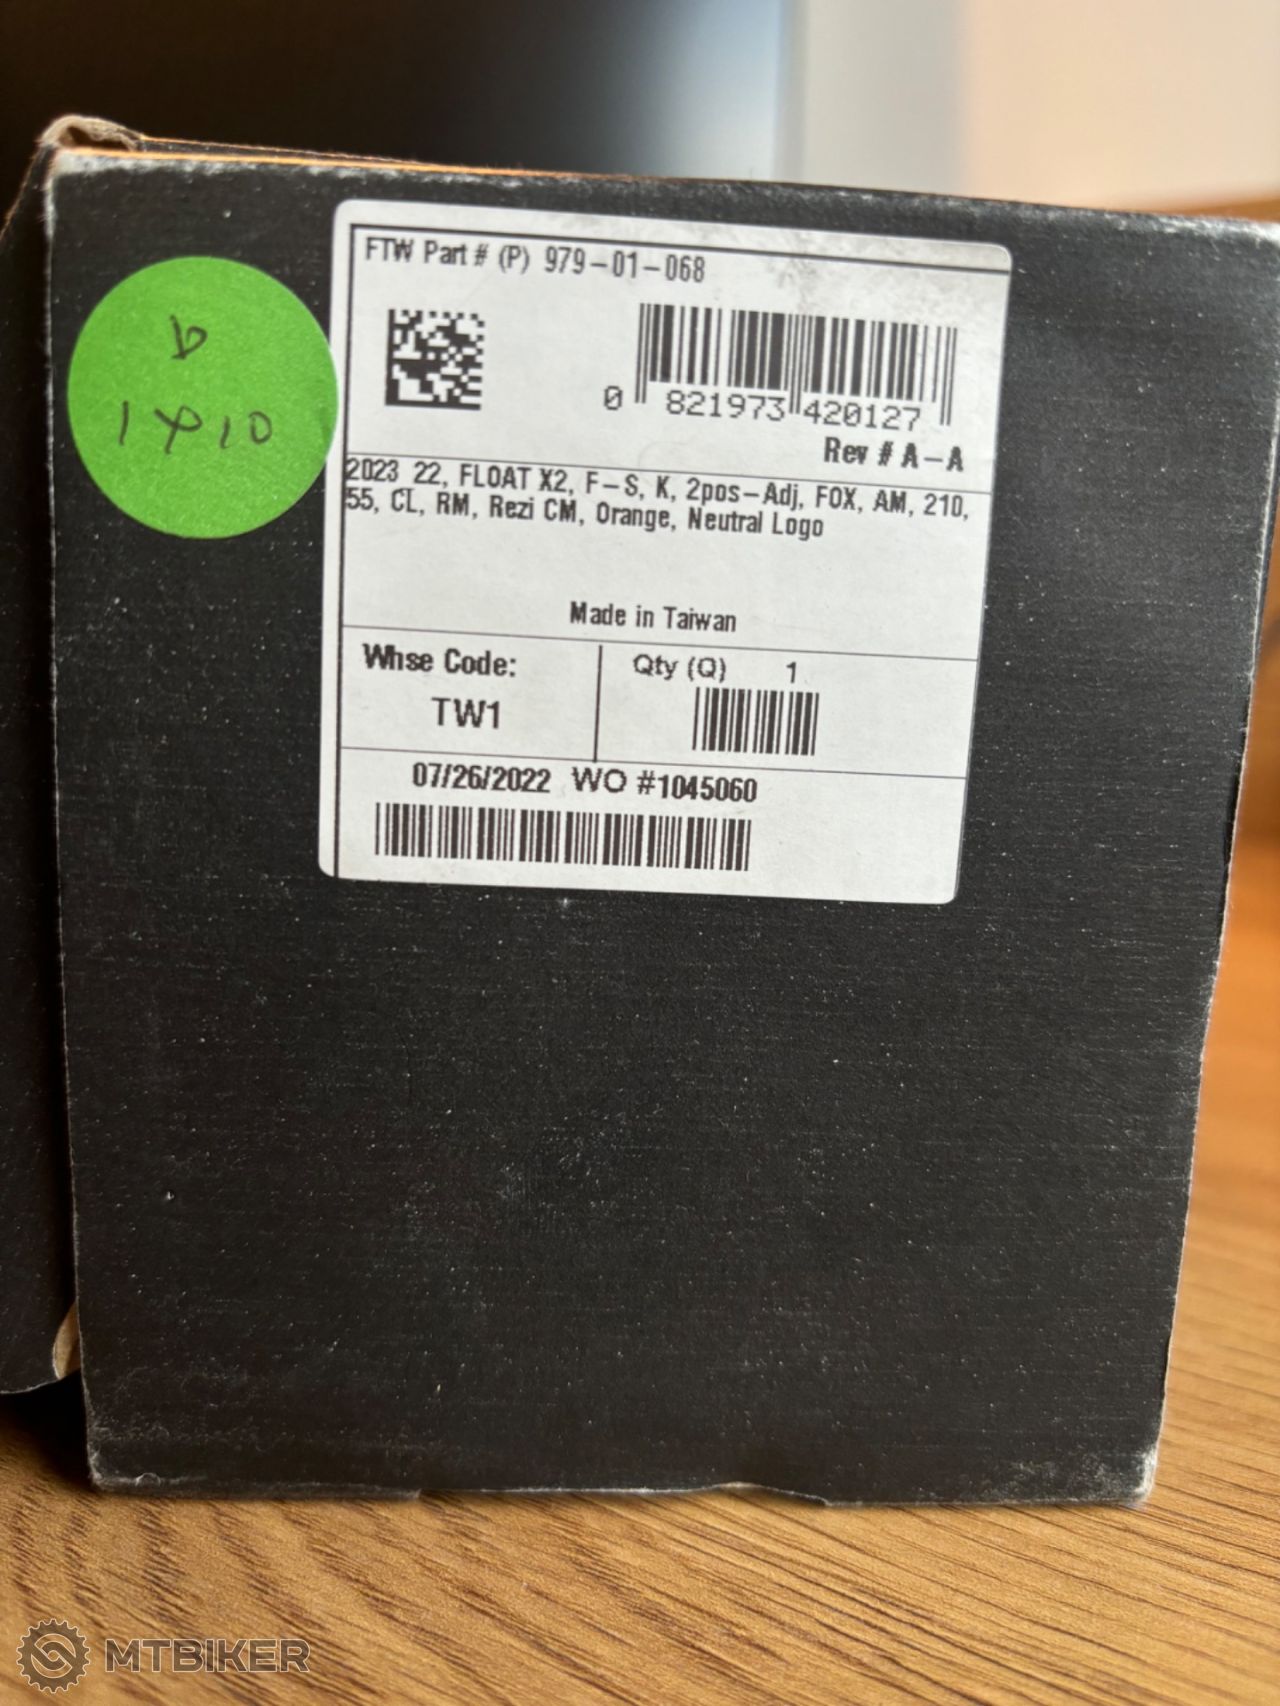 FTW Part # (P) 979-01-068
0 821973 420127
Rev # A-A
2023 22, FLOAT X2, F-S, K, 2pos-Adj, FOX, AM, 210,
55, CL, RM, Rezi CM, Orange, Neutral Logo
Made in Taiwan
Whse Code:
TW1
Qty (Q) 1
07/26/2022 WO #1045060
MTBIKER